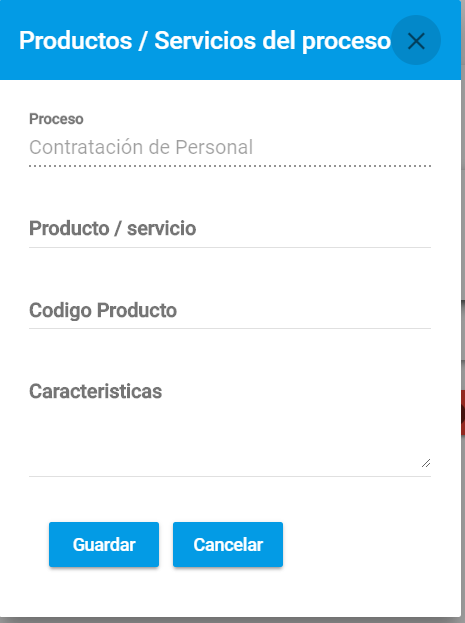 Productos / Servicios del proceso
Proceso
Contratación de Personal
Producto / servicio
Codigo Producto
Caracteristicas
Guardar Cancelar